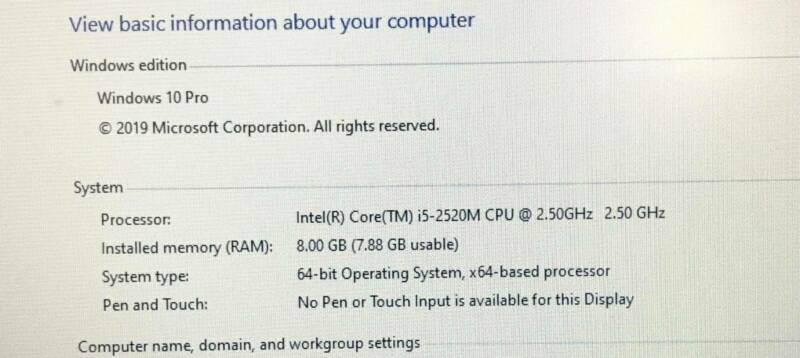 View basic information about your computer
Windows edition
Windows 10 Pro
© 2019 Microsoft Corporation. All rights reserved.
System
Processor: Intel(R) Core(TM) i5-2520M CPU @ 2.50GHz 2.50 GHz
Installed memory (RAM): 8.00 GB (7.88 GB usable)
System type: 64-bit Operating System, x64-based processor
Pen and Touch: No Pen or Touch Input is available for this Display
Computer name, domain, and workgroup settings